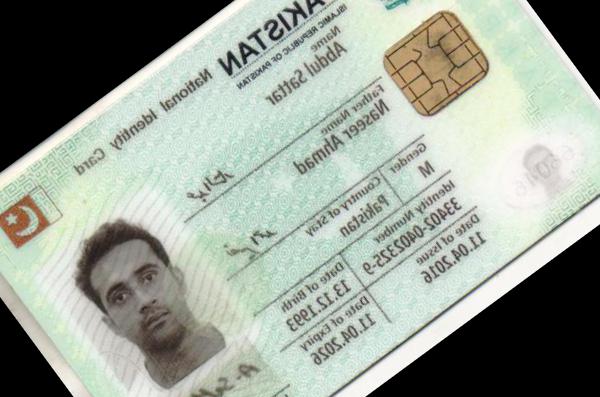 PAKISTAN National Identity Card
ISLAMIC REPUBLIC OF PAKISTAN
Name
Abdul Sattar
Father Name
Naseer Ahmad
Gender
M
Country of Stay
Pakistan
Identity Number
33402-0402325-9
Date of Birth
13.12.1993
Date of Issue
11.04.2016
Date of Expiry
11.04.2026